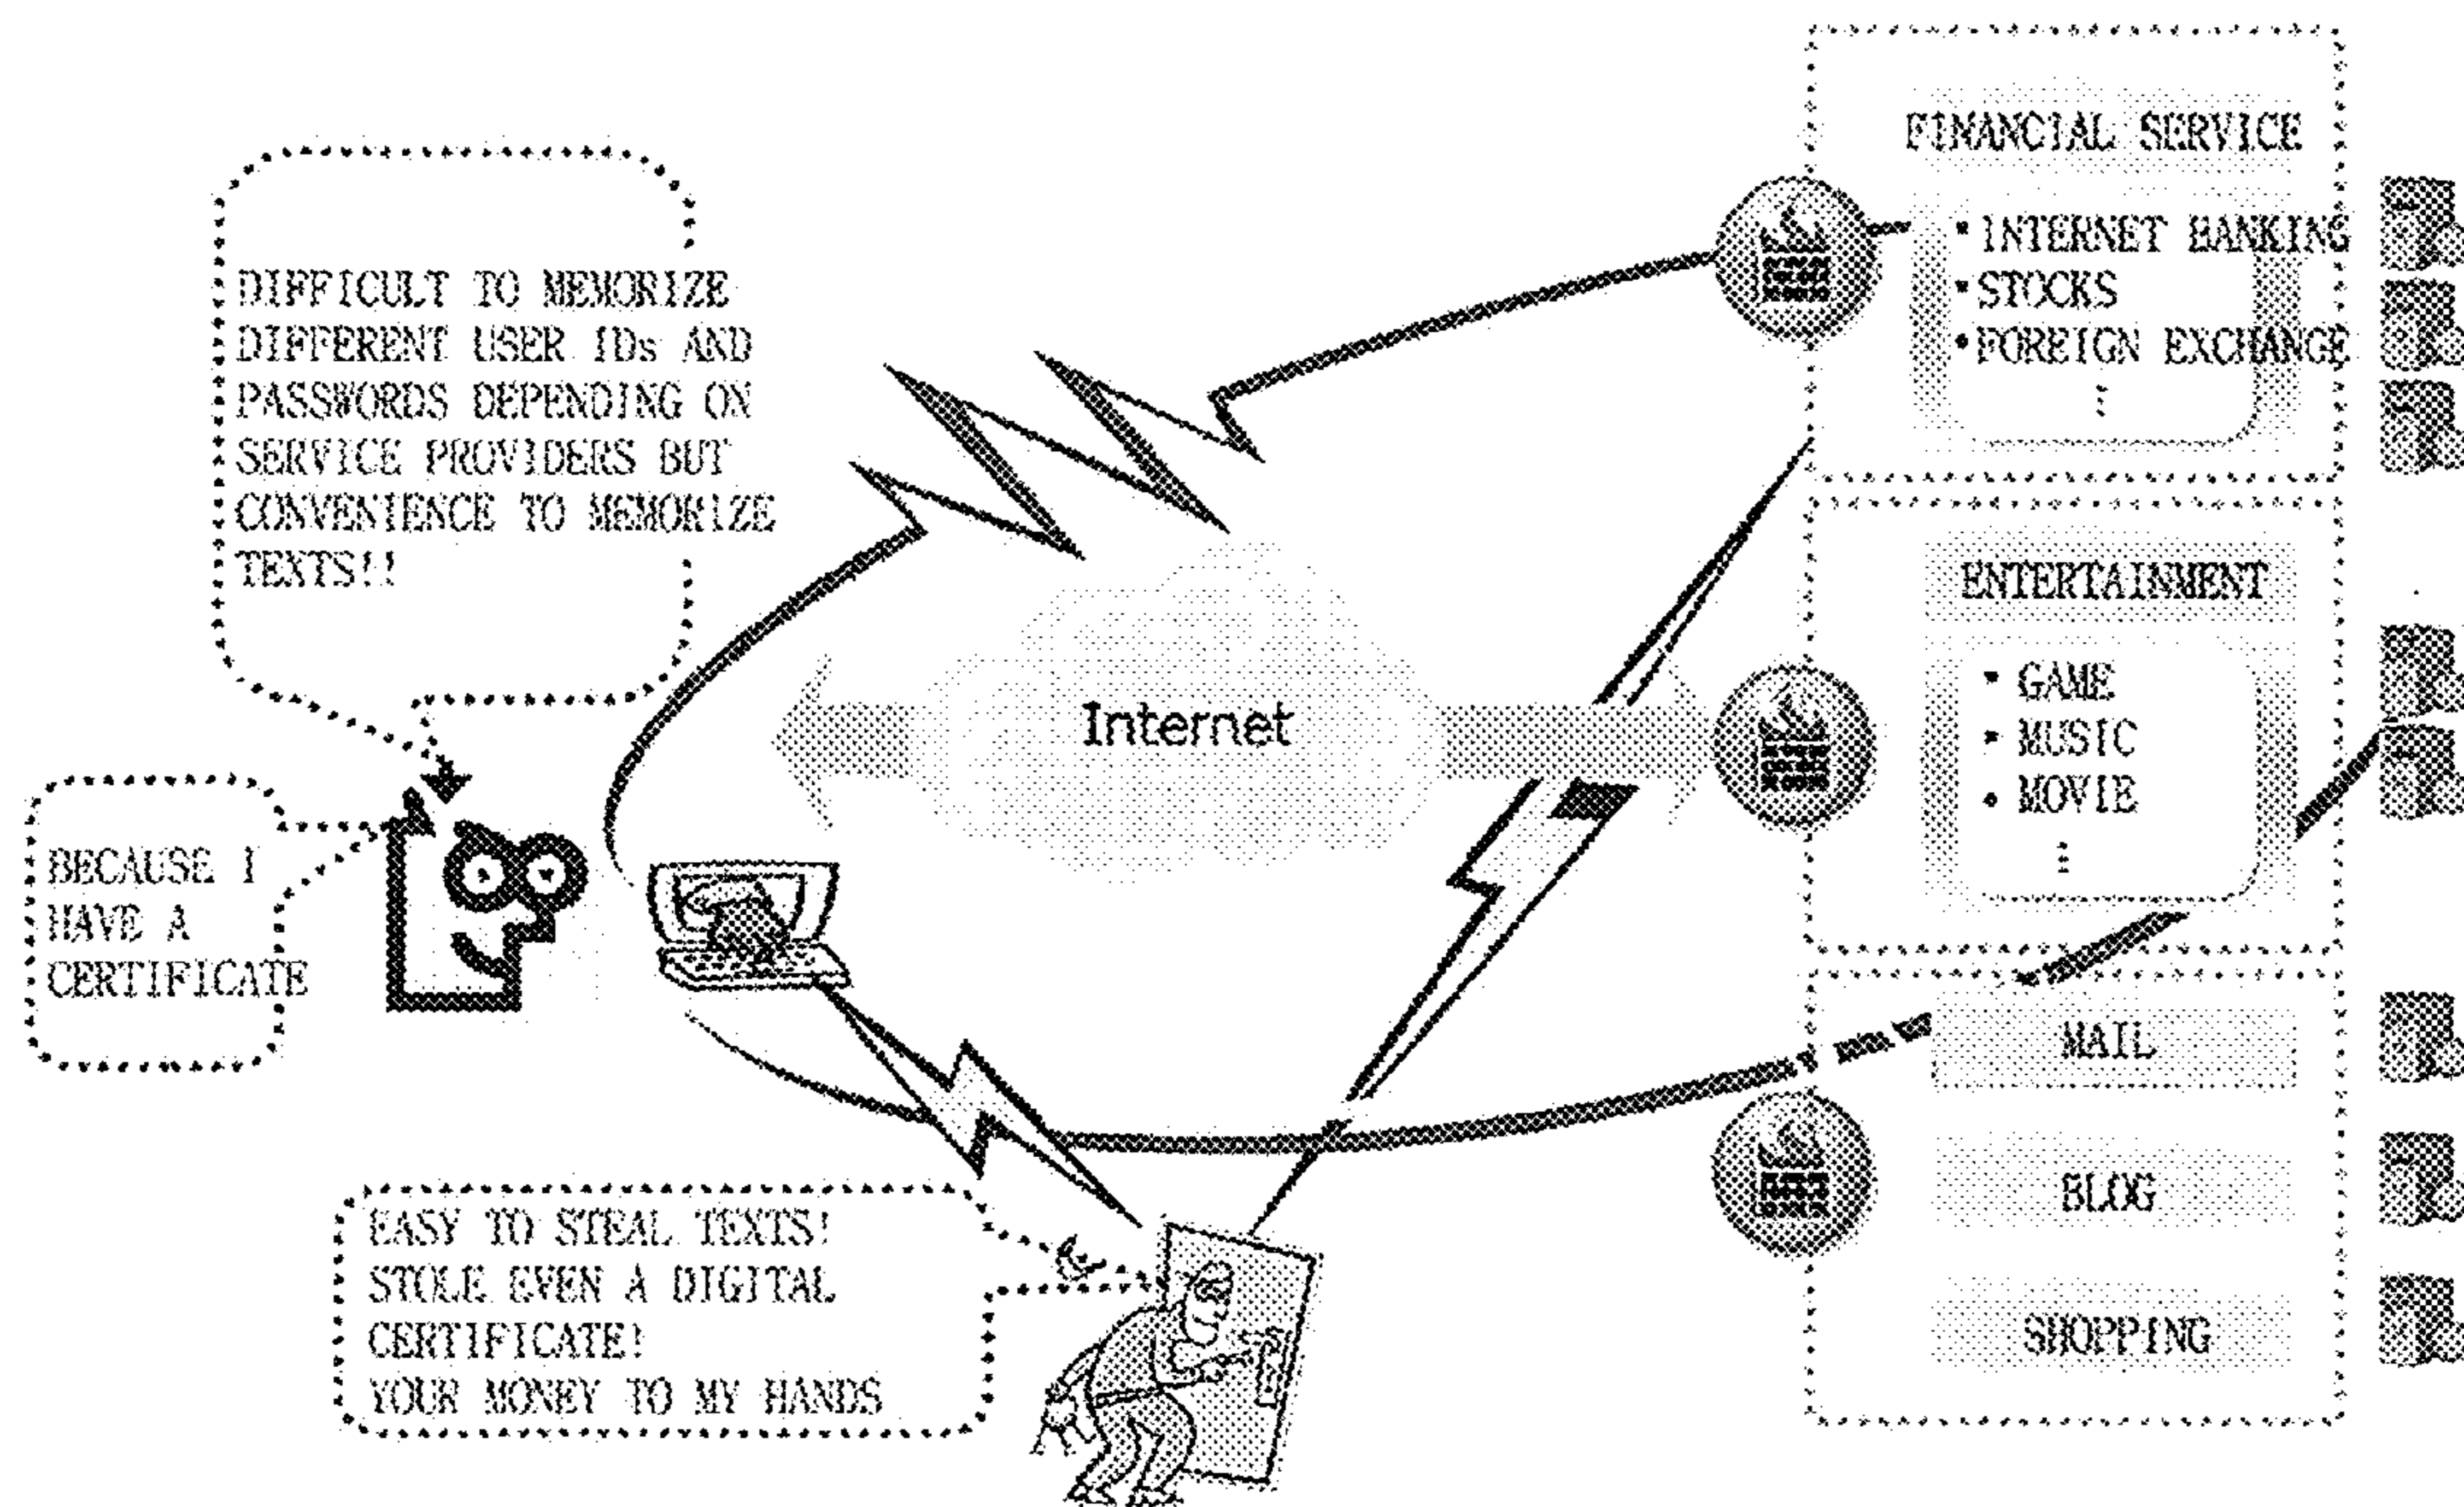 DIFFICULT TO MEMORIZE
DIFFERENT USER IDs AND
PASSWORDS DEPENDING ON
SERVICE PROVIDERS BUT
CONVENIENCE TO MEMORIZE
TEXTS!!
BECAUSE I
HAVE A
CERTIFICATE
Internet
EASY TO STEAL TEXTS!
STOLE EVEN A DIGITAL
CERTIFICATE!
YOUR MONEY TO MY HANDS
FINANCIAL SERVICE
• INTERNET BANKING
• STOCKS
• FOREIGN EXCHANGE
⋮
ENTERTAINMENT
• GAME
• MUSIC
• MOVIE
⋮
MAIL
BLOG
SHOPPING